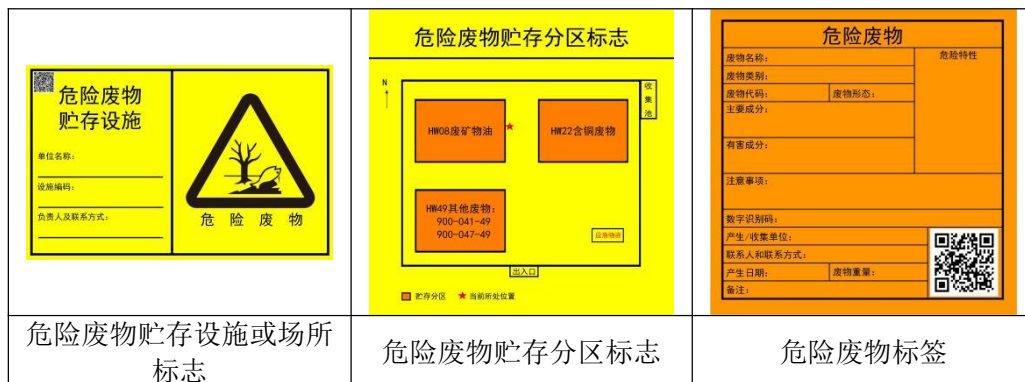 危险废物
贮存设施
单位名称：
设施编码：
负责人及联系方式：
危 险 废 物
危险废物贮存分区标志
N
收集池
HW08废矿物油
HW22含铜废物
HW49其他废物：
900-041-49
900-047-49
应急物资
出入口
贮存分区
当前所处位置
危险废物
废物名称：
危险特性
废物类别：
废物代码：
废物形态：
主要成分：
有害成分：
注意事项：
数字识别码：
产生/收集单位：
联系人和联系方式：
产生日期：
废物重量：
备注：
危险废物贮存设施或场所
标志
危险废物贮存分区标志
危险废物标签